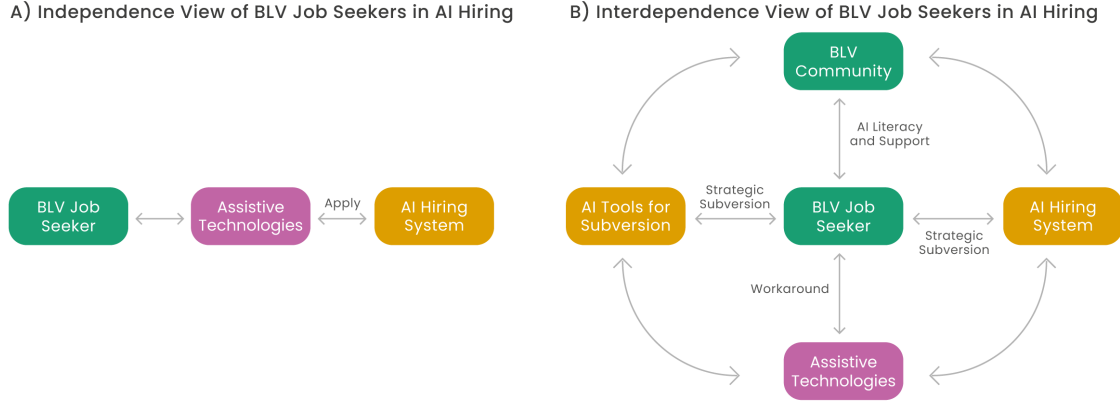 A) Independence View of BLV Job Seekers in AI Hiring
BLV Job
Seeker
Assistive
Technologies
Apply
AI Hiring
System
B) Interdependence View of BLV Job Seekers in AI Hiring
BLV
Community
AI Literacy
and Support
AI Tools for
Subversion
Strategic
Subversion
BLV Job
Seeker
Strategic
Subversion
AI Hiring
System
Workaround
Assistive
Technologies